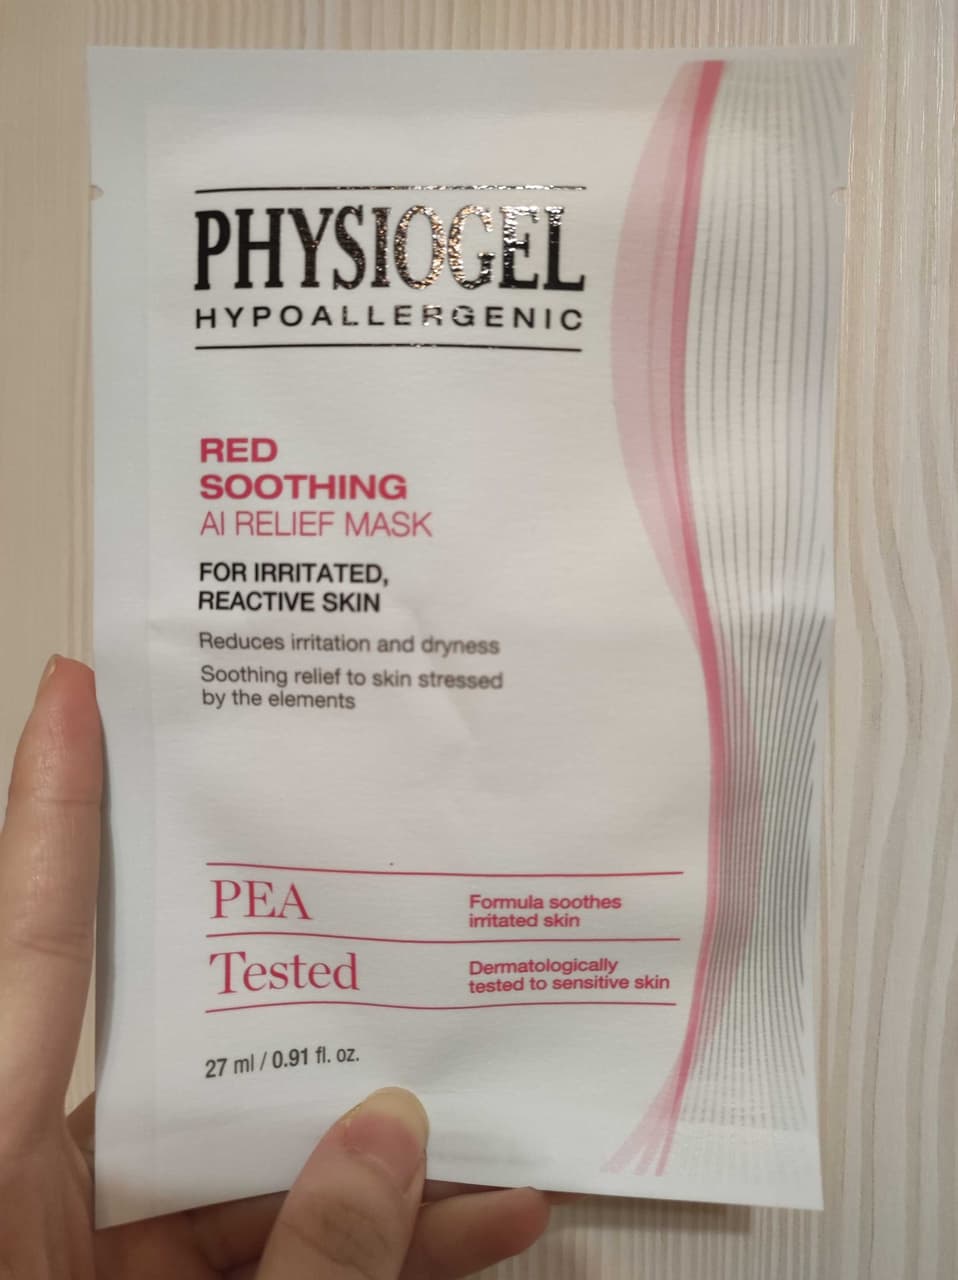 PHYSIOGEL
HYPOALLERGENIC
RED
SOOTHING
AI RELIEF MASK
FOR IRRITATED,
REACTIVE SKIN
Reduces irritation and dryness
Soothing relief to skin stressed
by the elements
PEA
Formula soothes
irritated skin
Tested
Dermatologically
tested to sensitive skin
27 ml / 0.91 fl. oz.